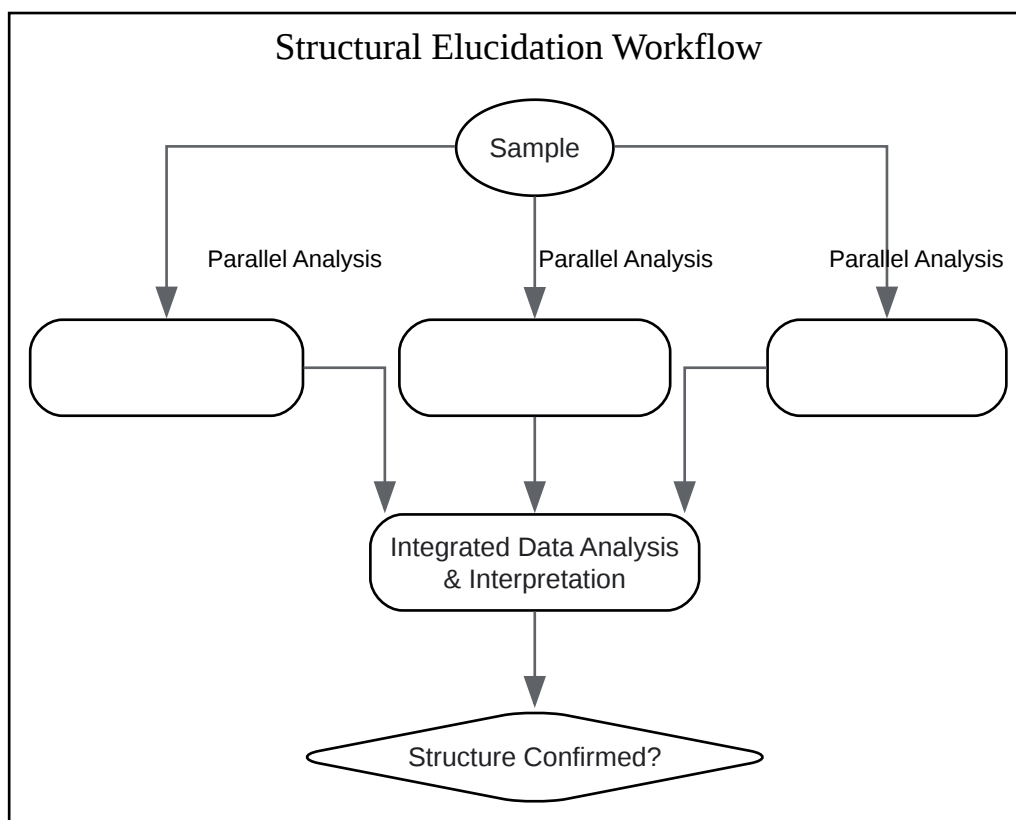 Structural Elucidation Workflow
Sample
Parallel Analysis
Parallel Analysis
Parallel Analysis
Integrated Data Analysis
& Interpretation
Structure Confirmed?